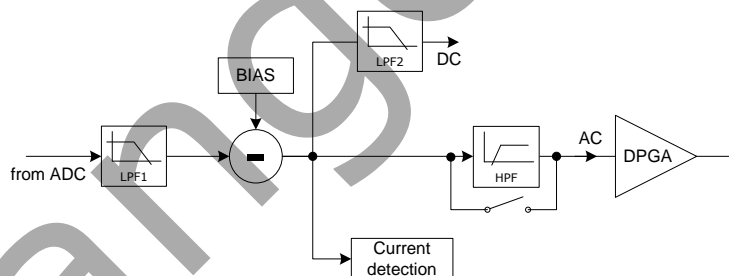 LPF2
DC
BIAS
AC
DPGA
from ADC
LPF1
HPF
Current
detection